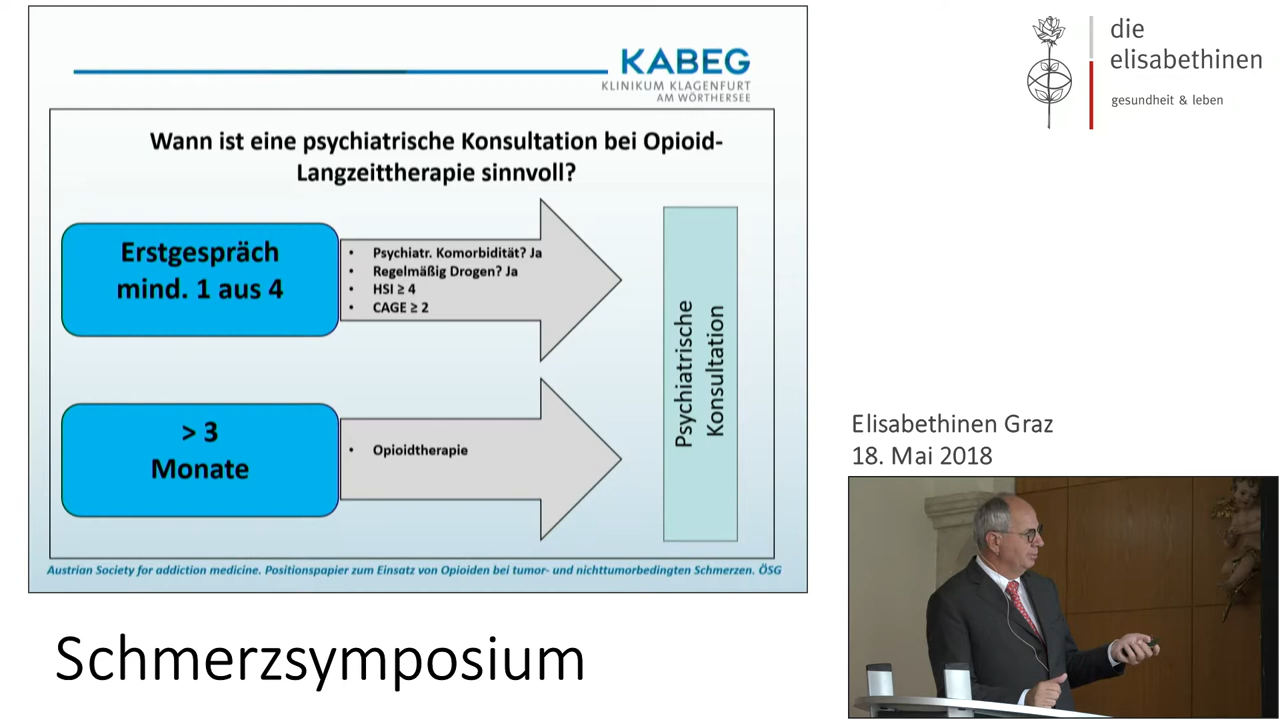 KABEG
KLINIKUM KLAGENFURT
AM WÖRTHERSEE
Wann ist eine psychiatrische Konsultation bei Opioid-
Langzeittherapie sinnvoll?
Erstgespräch
mind. 1 aus 4
• Psychiatr. Komorbidität? Ja
• Regelmäßig Drogen? Ja
• HSI ≥ 4
• CAGE ≥ 2
> 3
Monate
• Opioidtherapie
Psychiatrische
Konsultation
Austrian Society for addiction medicine. Positionspapier zum Einsatz von Opioiden bei tumor- und nichttumorbedingten Schmerzen. ÖSG
Schmerzsymposium
die
elisabethinen
gesundheit & leben
Elisabethinen Graz
18. Mai 2018